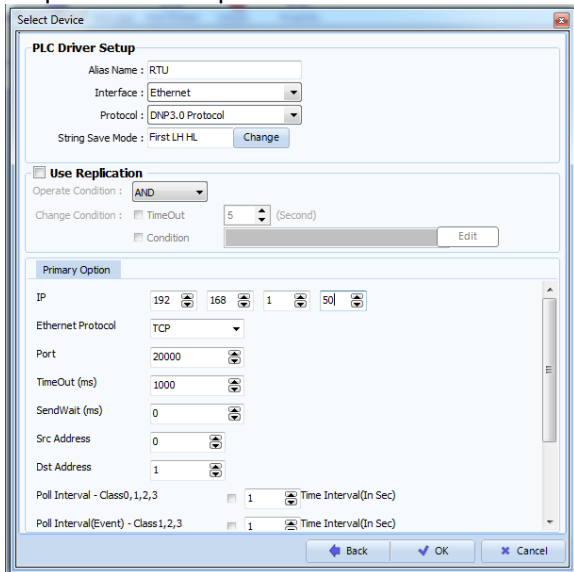 Select Device
PLC Driver Setup
Alias Name : RTU
Interface : Ethernet
Protocol : DNP3.0 Protocol
String Save Mode : First LH HL Change
Use Replication
Operate Condition : AND
Change Condition : TimeOut 5 (Second)
Condition Edit
Primary Option
IP 192 168 1 50
Ethernet Protocol TCP
Port 20000
TimeOut (ms) 1000
SendWait (ms) 0
Src Address 0
Dst Address 1
Poll Interval - Class0,1,2,3 1 Time Interval(In Sec)
Poll Interval(Event) - Class1,2,3 1 Time Interval(In Sec)
Back OK Cancel